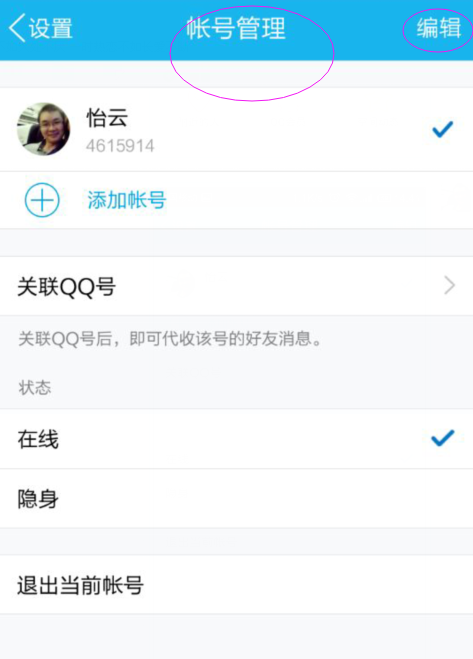 设置
帐号管理
编辑
怡云
4615914
添加帐号
关联QQ号
关联QQ号后，即可代收该号的好友消息。
状态
在线
隐身
退出当前帐号